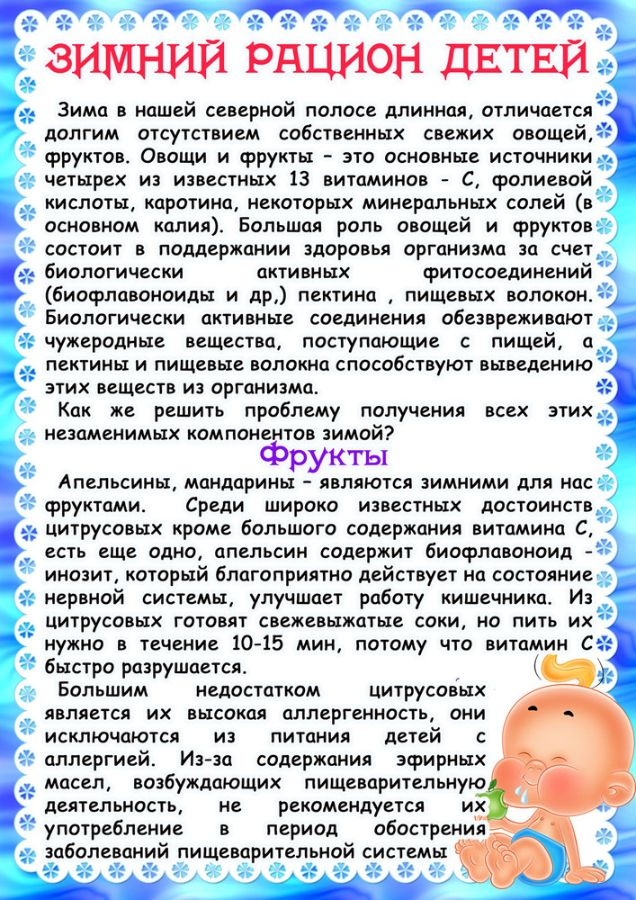 ЗИМНИЙ РАЦИОН ДЕТЕЙ
Зима в нашей северной полосе длинная, отличается
долгим отсутствием собственных свежих овощей,
фруктов. Овощи и фрукты – это основные источники
четырех из известных 13 витаминов - С, фолиевой
кислоты, каротина, некоторых минеральных солей (в
основном калия). Большая роль овощей и фруктов
состоит в поддержании здоровья организма за счет
биологически активных фитосоединений
(биофлавоноиды и др,) пектина , пищевых волокон.
Биологически активные соединения обезвреживают
чужеродные вещества, поступающие с пищей, а
пектины и пищевые волокна способствуют выведению
этих веществ из организма.
Как же решить проблему получения всех этих
незаменимых компонентов зимой?
Фрукты
Апельсины, мандарины – являются зимними для нас
фруктами. Среди широко известных достоинств
цитрусовых кроме большого содержания витамина С,
есть еще одно, апельсин содержит биофлавоноид -
инозит, который благоприятно действует на состояние
нервной системы, улучшает работу кишечника. Из
цитрусовых готовят свежевыжатые соки, но пить их
нужно в течение 10-15 мин, потому что витамин С
быстро разрушается.
Большим недостатком цитрусовых
является их высокая аллергенность, они
исключаются из питания детей с
аллергией. Из-за содержания эфирных
масел, возбуждающих пищеварительную
деятельность, не рекомендуется их
употребление в период обострения
заболеваний пищеварительной системы